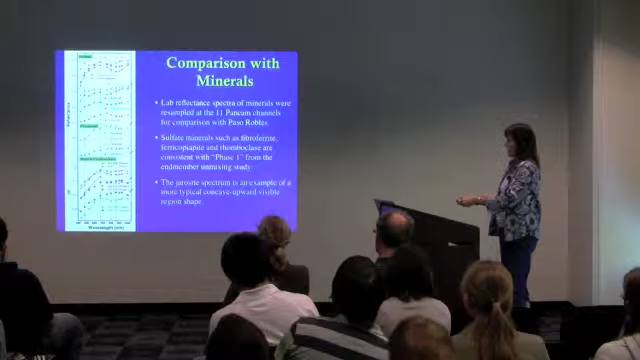 Comparison with
Minerals
• Lab reflectance spectra of minerals were
resampled at the 11 Pancam channels
for comparison with Paso Robles
• Sulfate minerals such as fibroferrite,
ferricopiapite and rhomboclase are
consistent with "Phase 1" from the
endmember unmixing study.
• The jarosite spectrum is an example of a
more typical concave-upward visible
region shape.
Reflectance
Wavelength (nm)